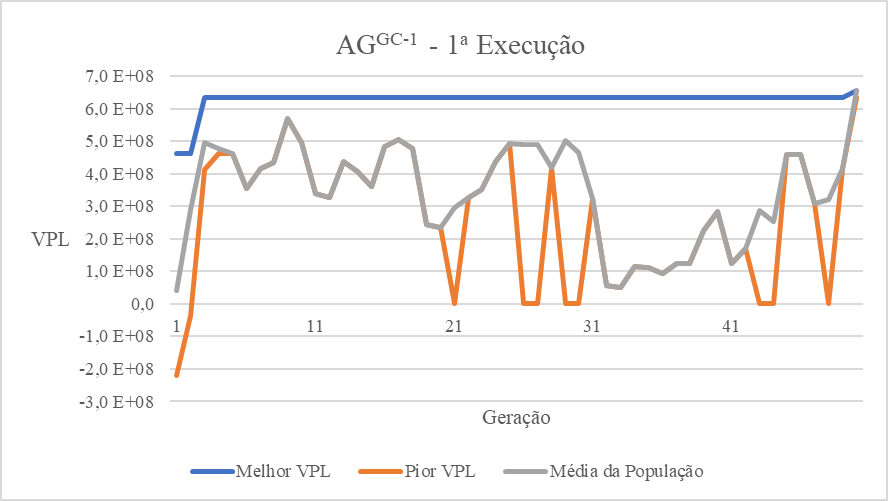 AGGC-1 - 1ª Execução
7,0 E+08
6,0 E+08
5,0 E+08
4,0 E+08
3,0 E+08
VPL
2,0 E+08
1,0 E+08
0,0
1 11 21 31 41
-1,0 E+08
-2,0 E+08
-3,0 E+08
Geração
Melhor VPL Pior VPL Média da População